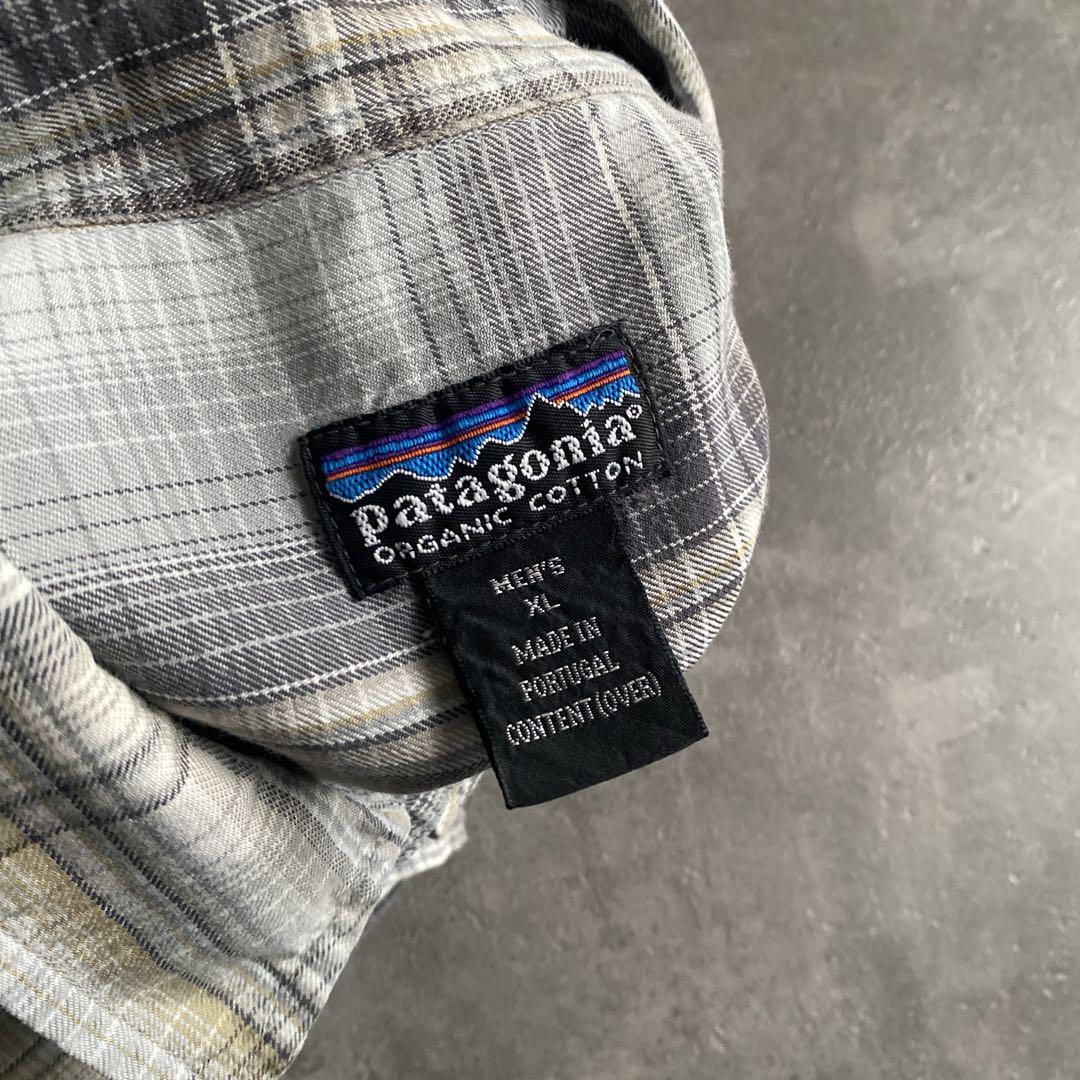 patagonia®
ORGANIC COTTON
MEN'S
XL
MADE IN
PORTUGAL
CONTENT(OVER)